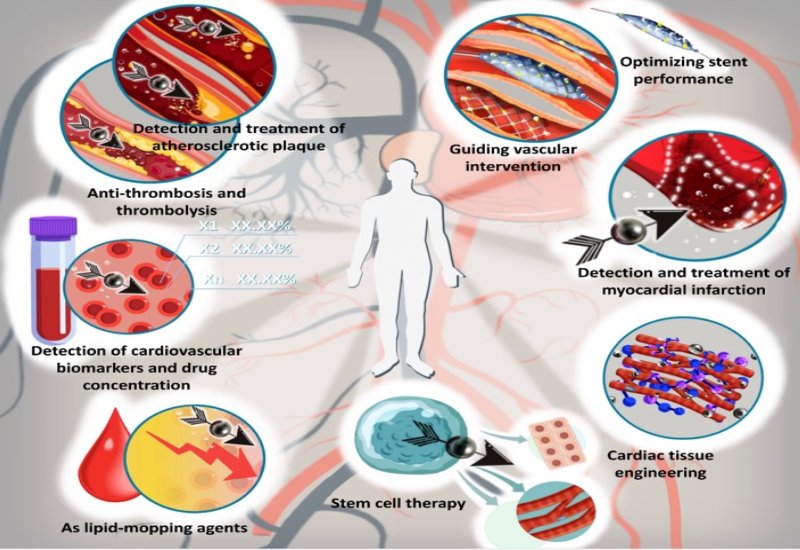 Detection and treatment of
atherosclerotic plaque
Anti-thrombosis and
thrombolysis
X1 XX.XX%
X2 XX.XX%
Xn XX.XX%
Detection of cardiovascular
biomarkers and drug
concentration
As lipid-mopping agents
Stem cell therapy
Optimizing stent
performance
Guiding vascular
intervention
Detection and treatment of
myocardial infarction
Cardiac tissue
engineering